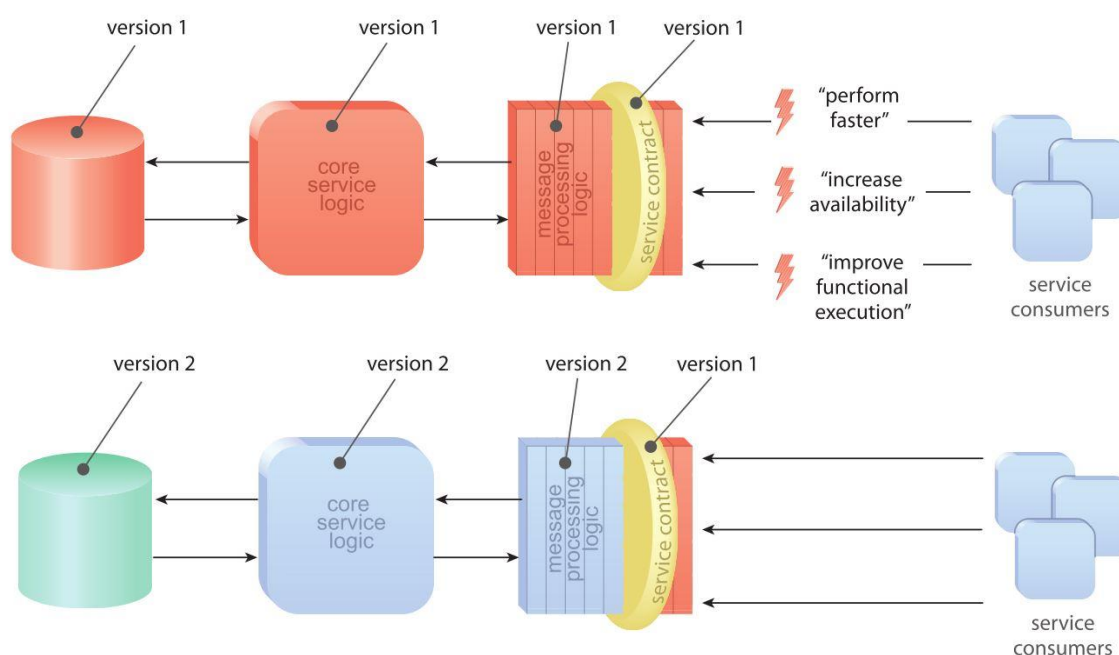 version 1
version 1
version 1
version 1
core
service
logic
message
processing
logic
service contract
“perform
faster”
“increase
availability”
“improve
functional
execution”
service
consumers
version 2
version 2
version 2
version 1
core
service
logic
message
processing
logic
service contract
service
consumers